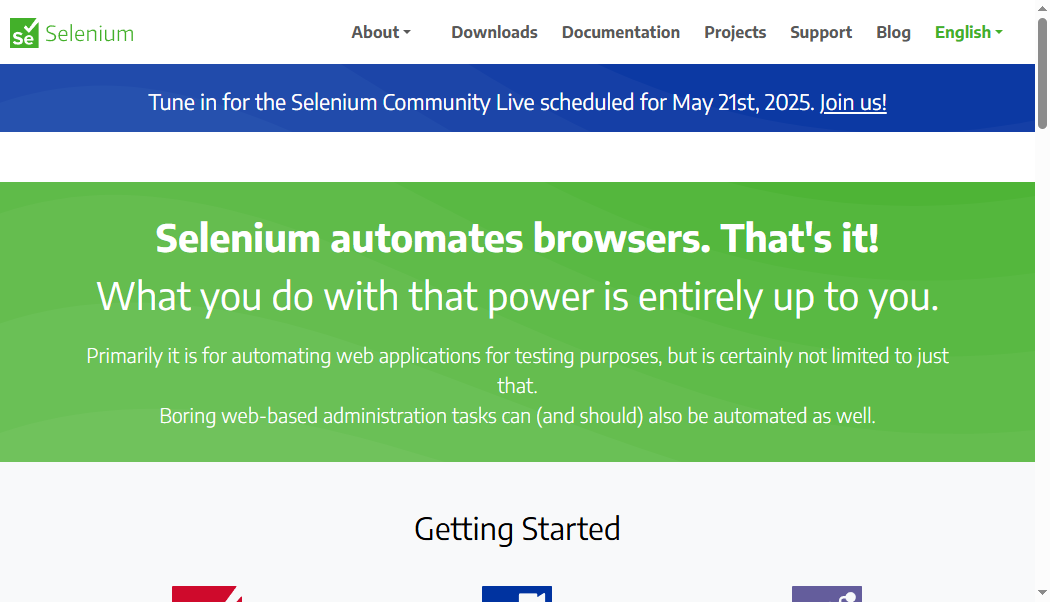 Se Selenium
About Downloads Documentation Projects Support Blog English
Tune in for the Selenium Community Live scheduled for May 21st, 2025. Join us!
Selenium automates browsers. That's it!
What you do with that power is entirely up to you.
Primarily it is for automating web applications for testing purposes, but is certainly not limited to just
that.
Boring web-based administration tasks can (and should) also be automated as well.
Getting Started